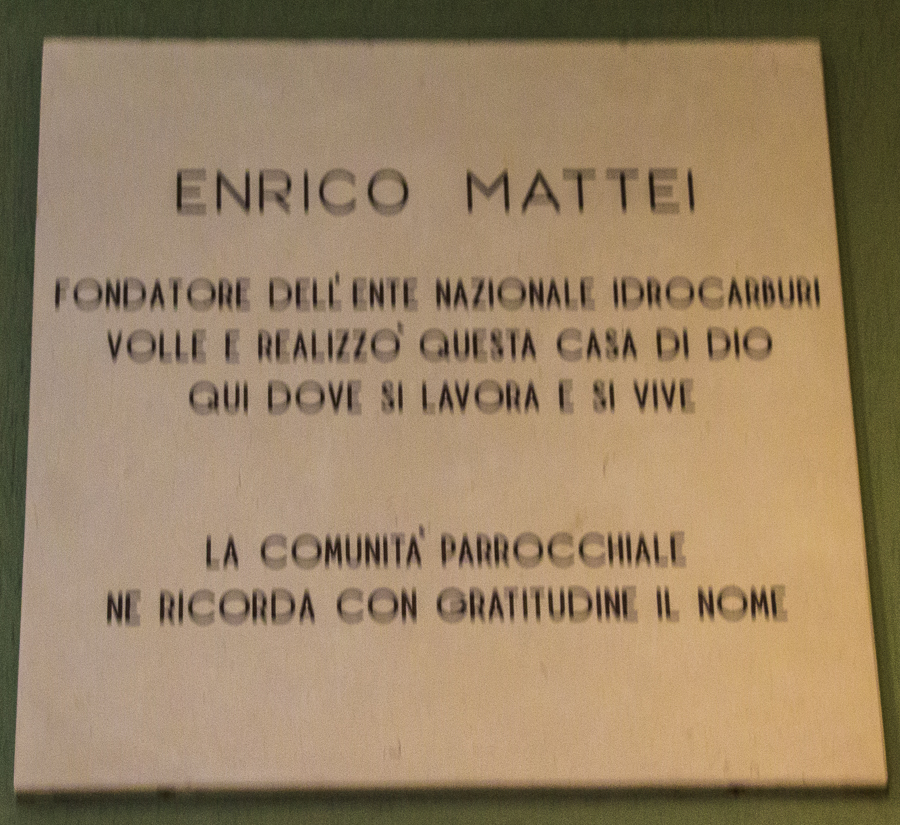 ENRICO MATTEI
FONDATORE DELL'ENTE NAZIONALE IDROCARBURI
VOLLE E REALIZZO' QUESTA CASA DI DIO
QUI DOVE SI LAVORA E SI VIVE
LA COMUNITA' PARROCCHIALE
NE RICORDA CON GRATITUDINE IL NOME